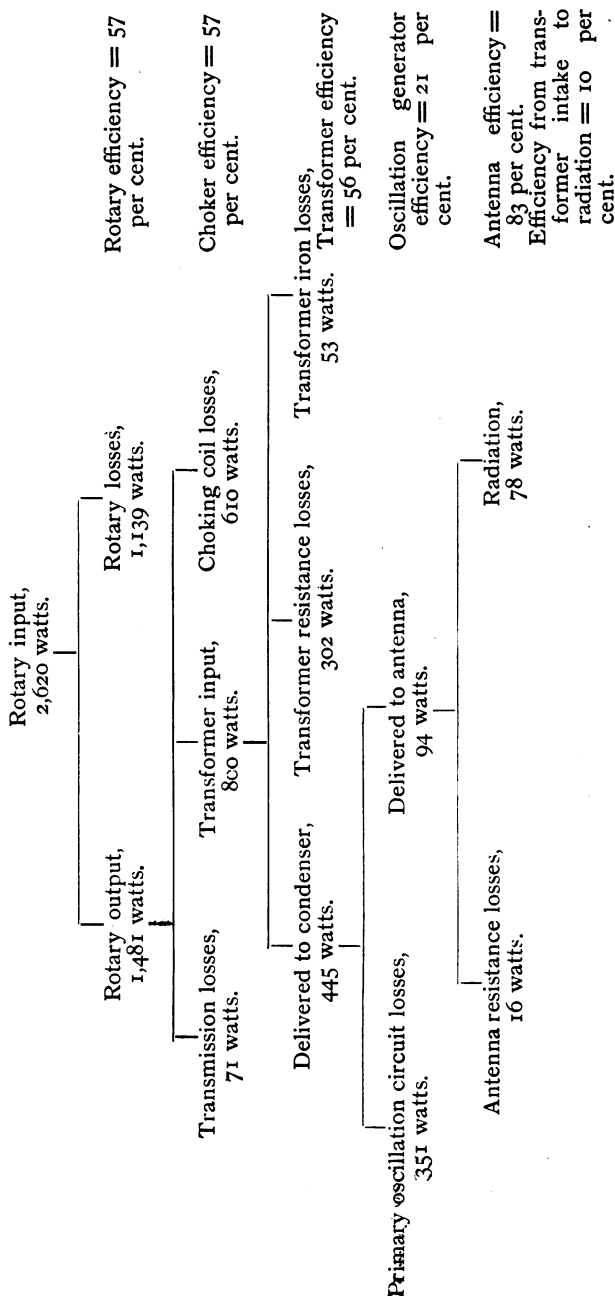 Rotary input,
2,620 watts.
Rotary output,
1,481 watts.
Rotary losses,
1,139 watts.
Rotary efficiency = 57
per cent.
Transmission losses,
71 watts.
Transformer input,
800 watts.
Choking coil losses,
610 watts.
Choker efficiency = 57
per cent.
Delivered to condenser,
445 watts.
Transformer resistance losses,
302 watts.
Transformer iron losses,
53 watts.
Transformer efficiency
= 56 per cent.
Primary oscillation circuit losses,
351 watts.
Delivered to antenna,
94 watts.
Oscillation generator
efficiency = 21 per
cent.
Antenna resistance losses,
16 watts.
Radiation,
78 watts.
Antenna efficiency =
83 per cent.
Efficiency from trans-
former intake to
radiation = 10 per
cent.